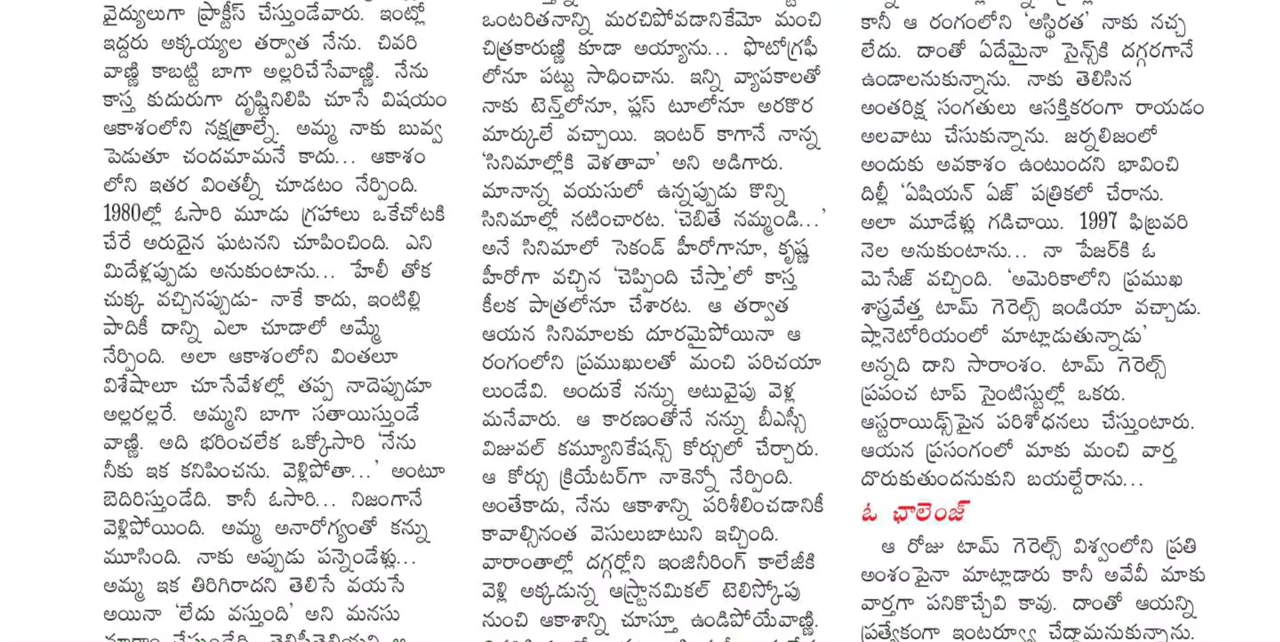 వైద్యులుగా ప్రాక్టీస్ చేస్తుండేవారు. ఇంట్లో
ఇద్దరు అక్కయ్యల తర్వాత నేను. చివరి
వాణ్ణి కాబట్టి బాగా అల్లరిచేసేవాణ్ణి. నేను
కాస్త కుదురుగా దృష్టినిలిపి చూసే విషయం
ఆకాశంలోని నక్షత్రాల్నే. అమ్మ నాకు బువ్వ
పెడుతూ చందమామనే కాదు... ఆకాశం
లోని ఇతర వింతల్నీ చూడటం నేర్పింది.
1980ల్లో ఓసారి మూడు గ్రహాలు ఒకేచోటకి
చేరే అరుదైన ఘటనని చూపించింది. ఎని
మిదేళ్లప్పుడు అనుకుంటాను... హేలీ తోక
చుక్క వచ్చినప్పుడు- నాకే కాదు, ఇంటిల్లి
పాదికీ దాన్ని ఎలా చూడాలో అమ్మే
నేర్పింది. అలా ఆకాశంలోని వింతలూ
విశేషాలూ చూసేవేళల్లో తప్ప నాదెప్పుడూ
అల్లరల్లరే. అమ్మని బాగా సతాయిస్తుండే
వాణ్ణి. అది భరించలేక ఒక్కోసారి ‘నేను
నీకు ఇక కనిపించను. వెళ్లిపోతా...’ అంటూ
బెదిరిస్తుండేది. కానీ ఓసారి... నిజంగానే
వెళ్లిపోయింది. అమ్మ అనారోగ్యంతో కన్ను
మూసింది. నాకు అప్పుడు పన్నెండేళ్లు...
అమ్మ ఇక తిరిగిరాదని తెలిసే వయసే
అయినా ‘లేదు వస్తుంది’ అని మనసు
ఒంటరితనాన్ని మరచిపోవడానికేమో మంచి
చిత్రకారుణ్ణి కూడా అయ్యాను... ఫొటోగ్రఫీ
లోనూ పట్టు సాధించాను. ఇన్ని వ్యాపకాలతో
నాకు టెన్త్‌లోనూ, ప్లస్ టూలోనూ అరకొర
మార్కులే వచ్చాయి. ఇంటర్ కాగానే నాన్న
‘సినిమాల్లోకి వెళతావా’ అని అడిగారు.
మానాన్న వయసులో ఉన్నప్పుడు కొన్ని
సినిమాల్లో నటించారట. ‘చెబితే నమ్మండి...’
అనే సినిమాలో సెకండ్ హీరోగానూ, కృష్ణ
హీరోగా వచ్చిన ‘చెప్పింది చేస్తా’లో కాస్త
కీలక పాత్రలోనూ చేశారట. ఆ తర్వాత
ఆయన సినిమాలకు దూరమైపోయినా ఆ
రంగంలోని ప్రముఖులతో మంచి పరిచయా
లుండేవి. అందుకే నన్ను అటువైపు వెళ్ల
మనేవారు. ఆ కారణంతోనే నన్ను బీఎస్సీ
విజువల్ కమ్యూనికేషన్స్ కోర్సులో చేర్చారు.
ఆ కోర్సు క్రియేటర్‌గా నాకెన్నో నేర్పింది.
అంతేకాదు, నేను ఆకాశాన్ని పరిశీలించడానికీ
కావాల్సినంత వెసులుబాటుని ఇచ్చింది.
వారాంతాల్లో దగ్గర్లోని ఇంజినీరింగ్ కాలేజీకి
వెళ్లి అక్కడున్న ఆస్ట్రానమికల్ టెలిస్కోపు
నుంచి ఆకాశాన్ని చూస్తూ ఉండిపోయేవాణ్ణి.
కానీ ఆ రంగంలోని ‘అస్థిరత’ నాకు నచ్చ
లేదు. దాంతో ఏదేమైనా సైన్స్‌కి దగ్గరగానే
ఉండాలనుకున్నాను. నాకు తెలిసిన
అంతరిక్ష సంగతులు ఆసక్తికరంగా రాయడం
అలవాటు చేసుకున్నాను. జర్నలిజంలో
అందుకు అవకాశం ఉంటుందని భావించి
దిల్లీ ‘ఏషియన్ ఏజ్’ పత్రికలో చేరాను.
అలా మూడేళ్లు గడిచాయి. 1997 ఫిబ్రవరి
నెల అనుకుంటాను... నా పేజర్‌కి ఓ
మెసేజ్ వచ్చింది. ‘అమెరికాలోని ప్రముఖ
శాస్త్రవేత్త టామ్ గెరెల్స్ ఇండియా వచ్చాడు.
ప్లానెటోరియంలో మాట్లాడుతున్నాడు’
అన్నది దాని సారాంశం. టామ్ గెరెల్స్
ప్రపంచ టాప్ సైంటిస్టుల్లో ఒకరు.
ఆస్టరాయిడ్స్‌పైన పరిశోధనలు చేస్తుంటారు.
ఆయన ప్రసంగంలో మాకు మంచి వార్త
దొరుకుతుందనుకుని బయల్దేరాను...
ఓ ఛాలెంజ్
ఆ రోజు టామ్ గెరెల్స్ విశ్వంలోని ప్రతి
అంశంపైనా మాట్లాడారు కానీ అవేవీ మాకు
వార్తగా పనికొచ్చేవి కావు. దాంతో ఆయన్ని
ప్రత్యేకంగా ఇంటర్వ్యూ చేద్దామనుకున్నాను.